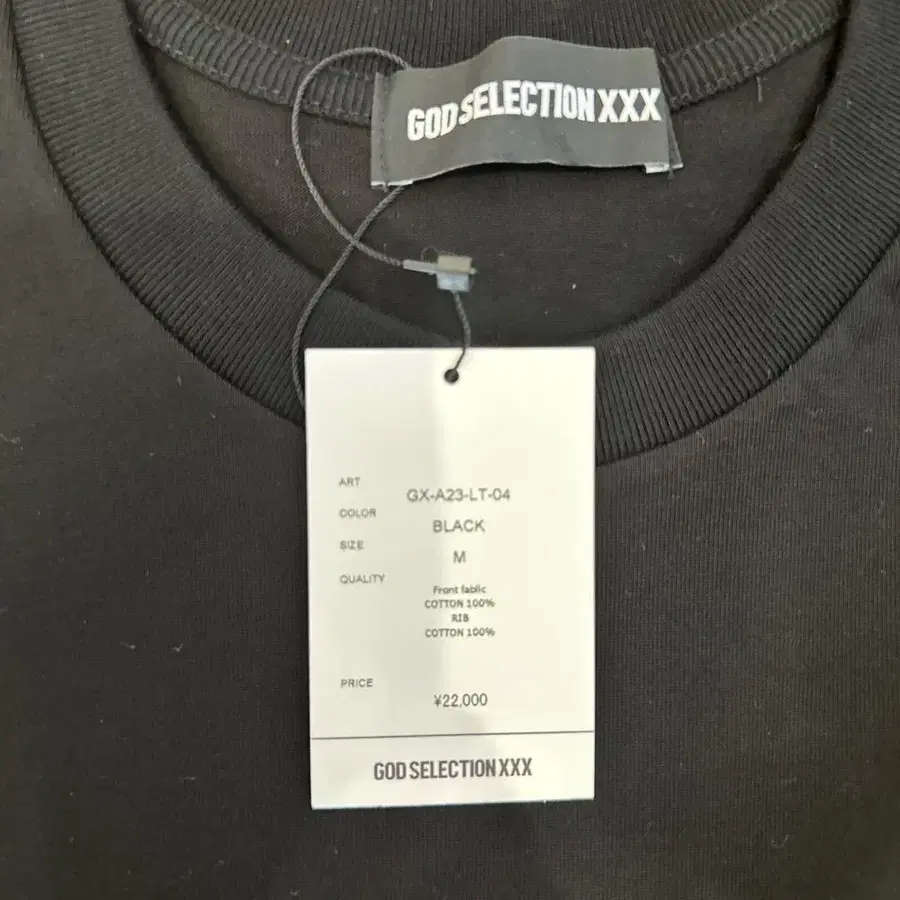 GOD SELECTION XXX
ART GX-A23-LT-04
COLOR BLACK
SIZE M
QUALITY
Front fablic
COTTON 100%
RIB
COTTON 100%
PRICE ¥22,000
GOD SELECTION XXX